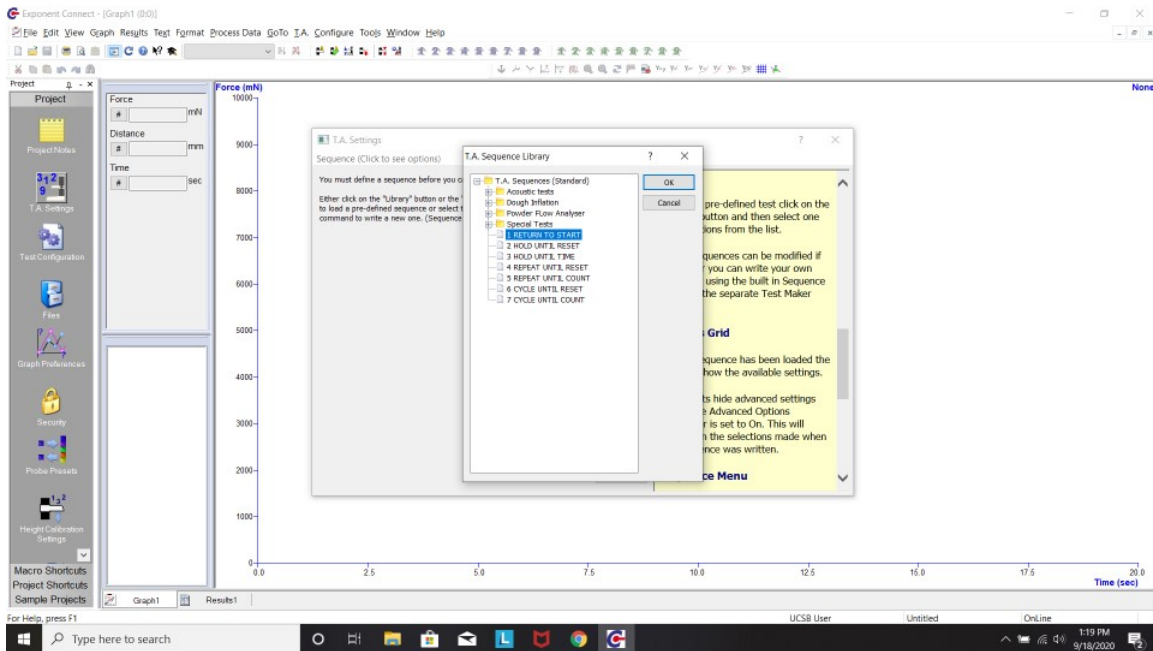 Exponent Connect - [Graph1 (0:0)]
File Edit View Graph Results Text Format Process Data GoTo T.A. Configure Tools Window Help
Project
Project
Project Notes
T.A. Settings
Test Configuration
Files
Graph Preferences
Security
Probe Presets
Height Calibration
Settings
Macro Shortcuts
Project Shortcuts
Sample Projects
Force
# mN
Distance
# mm
Time
# sec
Force (mN)
None
10000
9000
8000
7000
6000
5000
4000
3000
2000
1000
0
0.0 2.5 5.0 7.5 10.0 12.5 15.0 17.5 20.0
Time (sec)
T.A. Settings ? ×
Sequence (Click to see options)
You must define a sequence before you c
Either click on the "Library" button or the
to load a pre-defined sequence or select
command to write a new one. (Sequence
T.A. Sequence Library ? ×
T.A. Sequences (Standard)
Acoustic tests
Dough Inflation
Powder FLow Analyser
Special Tests
1 RETURN TO START
2 HOLD UNTIL RESET
3 HOLD UNTIL TIME
4 REPEAT UNTIL RESET
5 REPEAT UNTIL COUNT
6 CYCLE UNTIL RESET
7 CYCLE UNTIL COUNT
OK
Cancel
pre-defined test click on the
utton and then select one
ions from the list.
quences can be modified if
r you can write your own
using the built in Sequence
the separate Test Maker
s Grid
equence has been loaded the
how the available settings.
ts hide advanced settings
e Advanced Options
r is set to On. This will
n the selections made when
ence was written.
ce Menu
Graph1 Results1
For Help, press F1
UCSB User Untitled OnLine
Type here to search
1:19 PM
9/18/2020